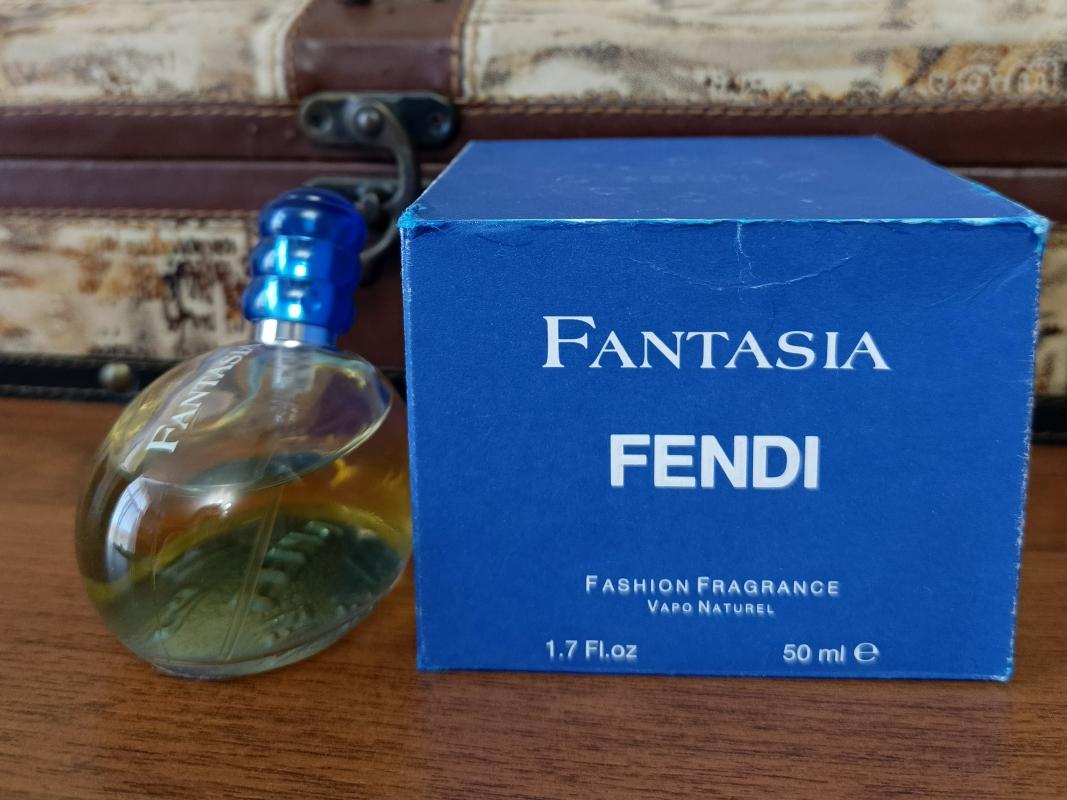 FANTASIA
FANTASIA
FENDI
FASHION FRAGRANCE
VAPO NATUREL
1.7 Fl.oz
50 ml ℮